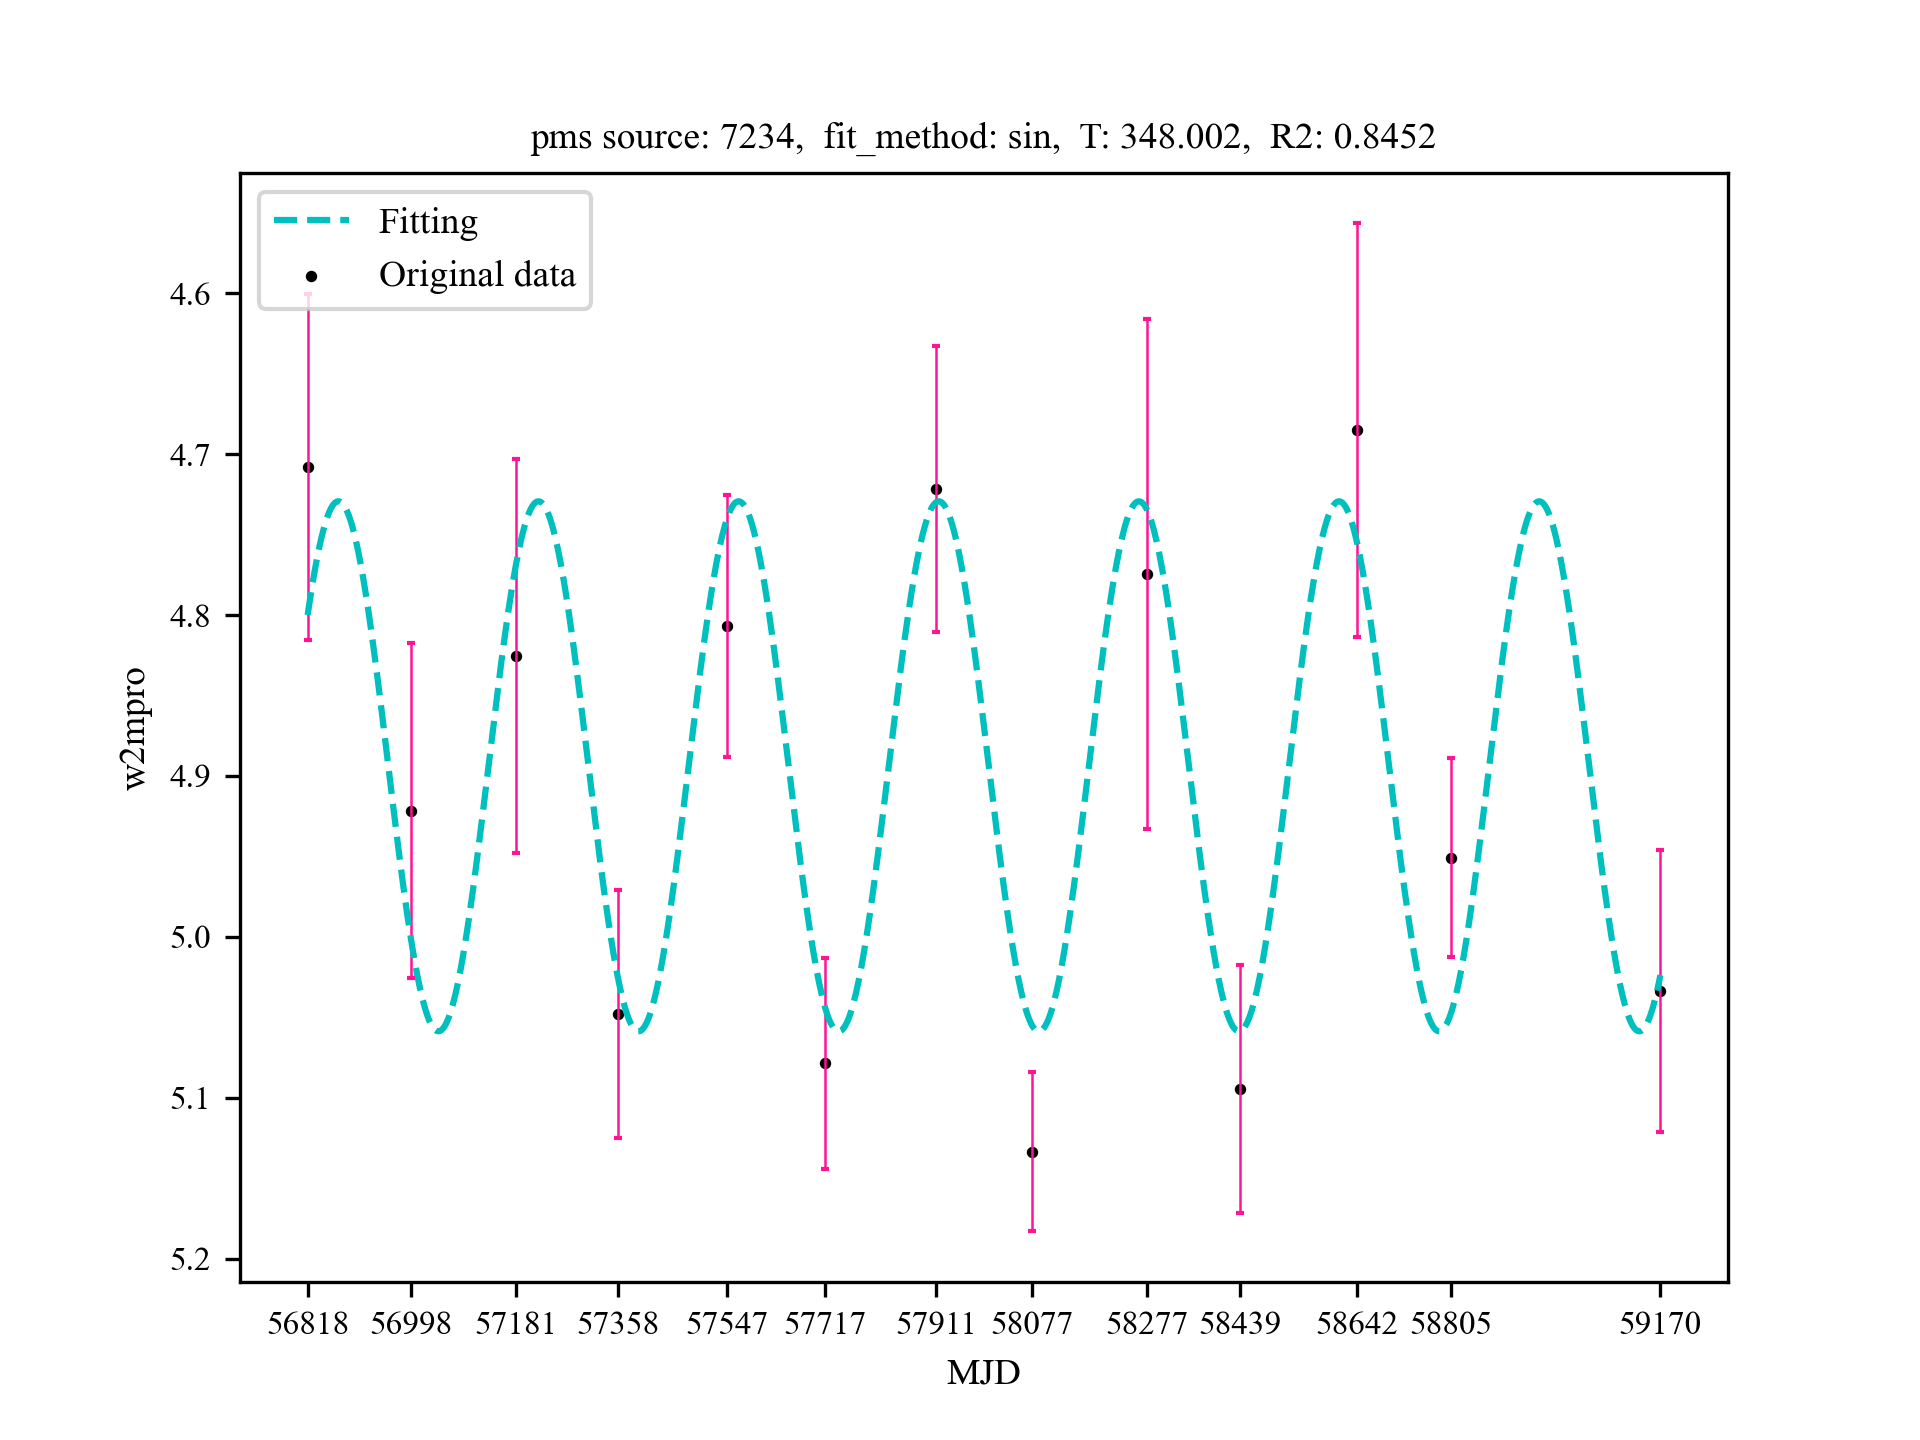 pms source: 7234,  fit_method: sin,  T: 348.002,  R2: 0.8452
Fitting
Original data
4.6
4.7
4.8
4.9
5.0
5.1
5.2
w2mpro
56818 56998 57181 57358 57547 57717 57911 58077 58277 58439 58642 58805 59170
MJD